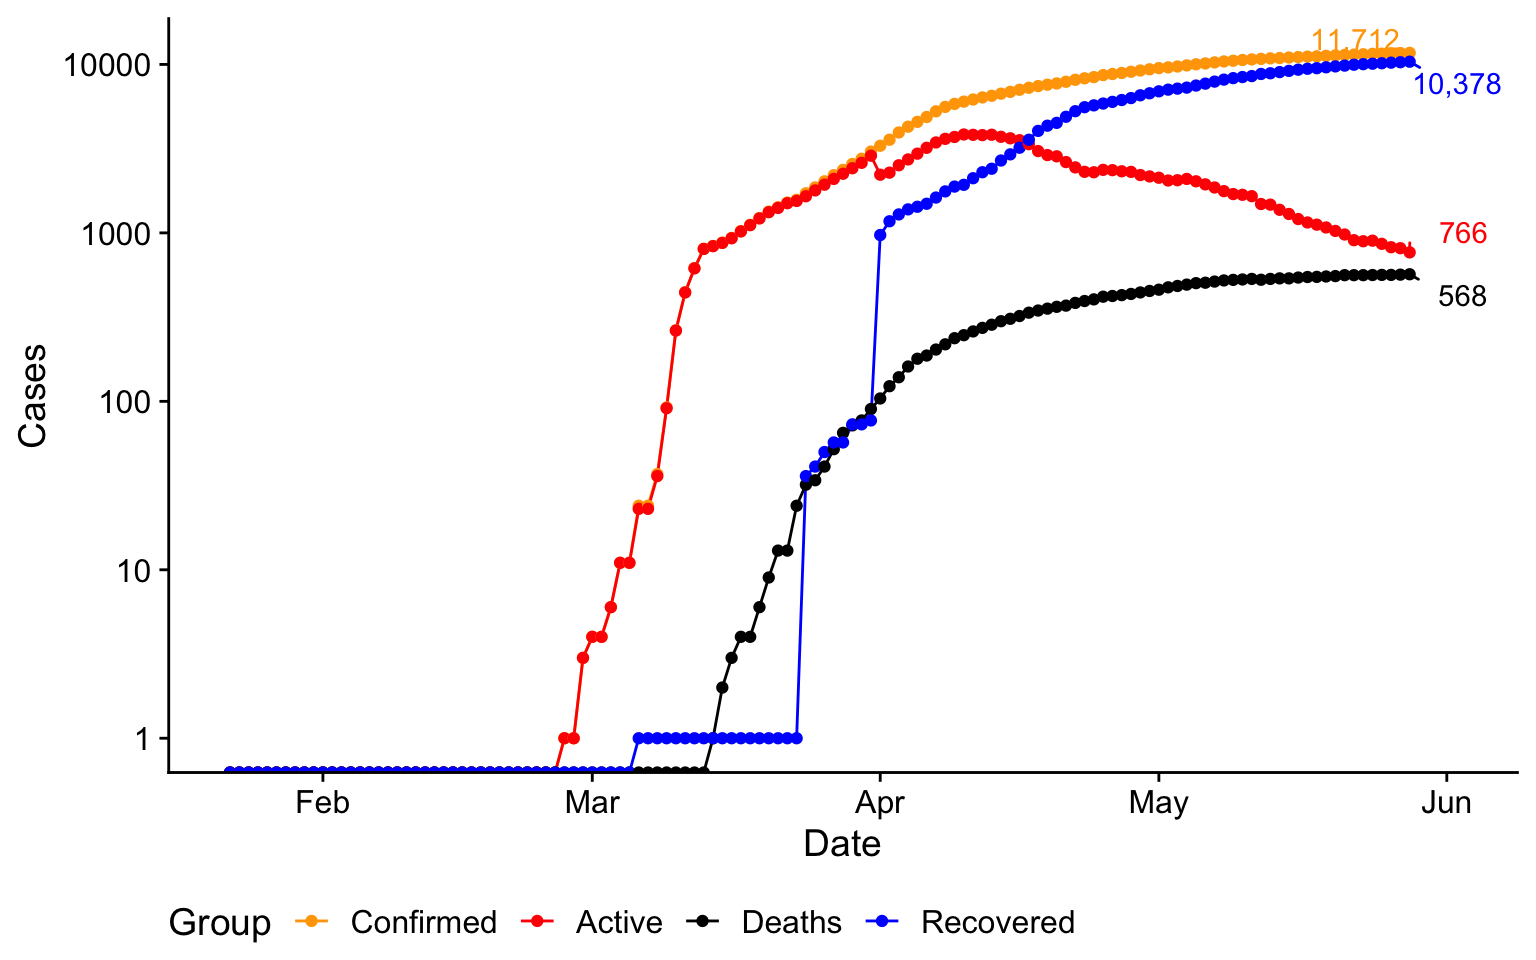 11,712
10000
10,378
1000
766
568
100
10
1
Cases
Feb Mar Apr May Jun
Date
Group Confirmed Active Deaths Recovered